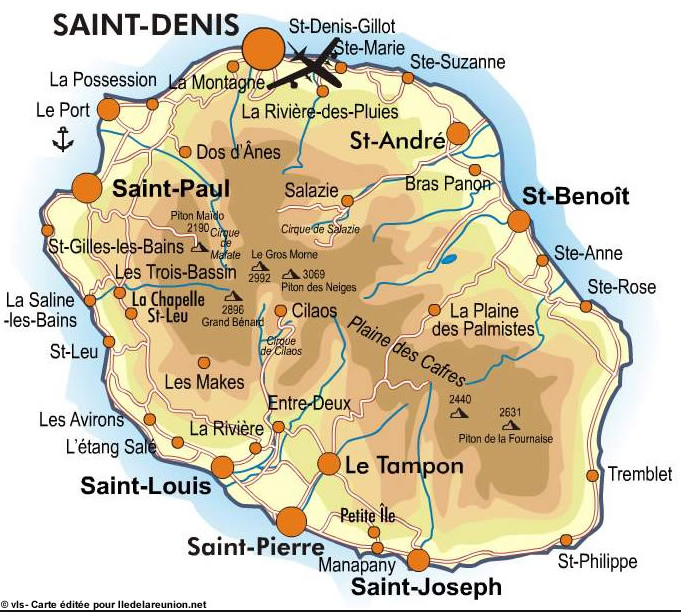 SAINT-DENIS
St-Denis-Gillot
Ste-Marie
Ste-Suzanne
La Possession
La Montagne
Le Port
La Rivière-des-Pluies
St-André
Dos d'Ânes
Saint-Paul
Salazie
Bras Panon
St-Benoît
Piton Maïdo
2190
Cirque
de
Mafate
Cirque de Salazie
St-Gilles-les-Bains
Le Gros Morne
2992
3069
Piton des Neiges
Ste-Anne
Les Trois-Bassin
Ste-Rose
La Saline
-les-Bains
La Chapelle
St-Leu
2896
Grand Bénard
Cilaos
La Plaine
des Palmistes
Plaine des Cafres
St-Leu
Cirque
de Cilaos
Les Makes
Entre-Deux
2440
2631
Piton de la Fournaise
Les Avirons
La Rivière
L'étang Salé
Le Tampon
Tremblet
Saint-Louis
Petite Île
Saint-Pierre
Manapany
St-Philippe
Saint-Joseph
© vls- Carte éditée pour lledelareunion.net